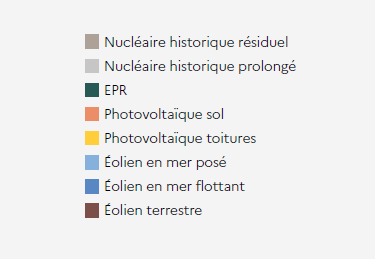 Nucléaire historique résiduel
Nucléaire historique prolongé
EPR
Photovoltaïque sol
Photovoltaïque toitures
Éolien en mer posé
Éolien en mer flottant
Éolien terrestre